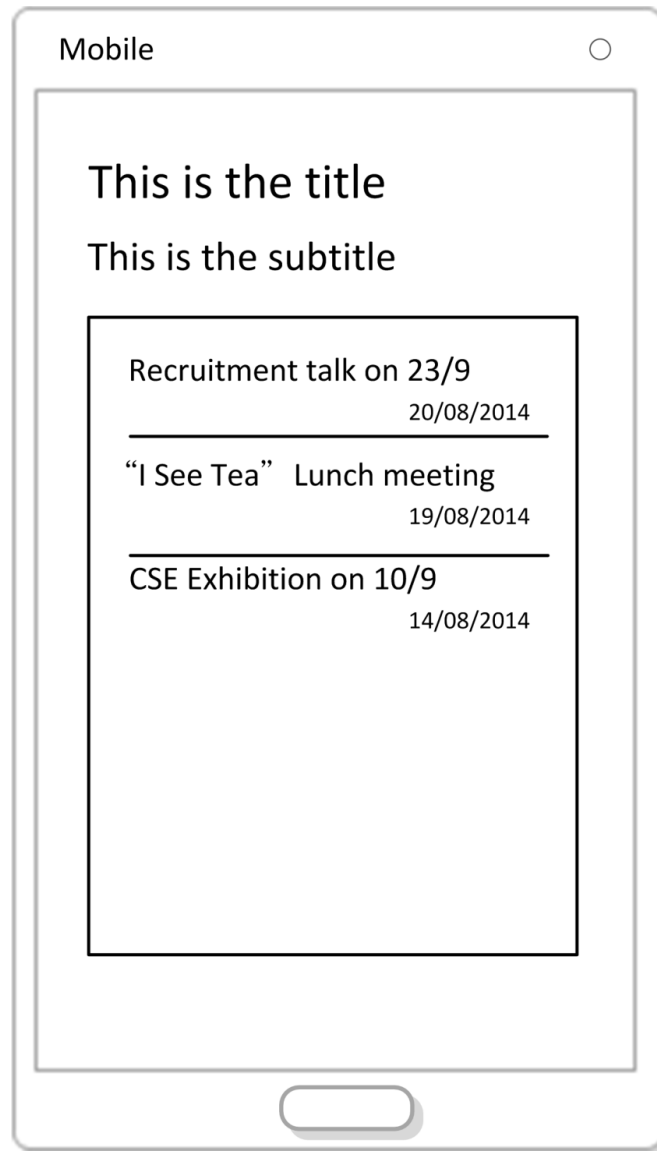 Mobile
This is the title
This is the subtitle
Recruitment talk on 23/9
20/08/2014
“I See Tea” Lunch meeting
19/08/2014
CSE Exhibition on 10/9
14/08/2014